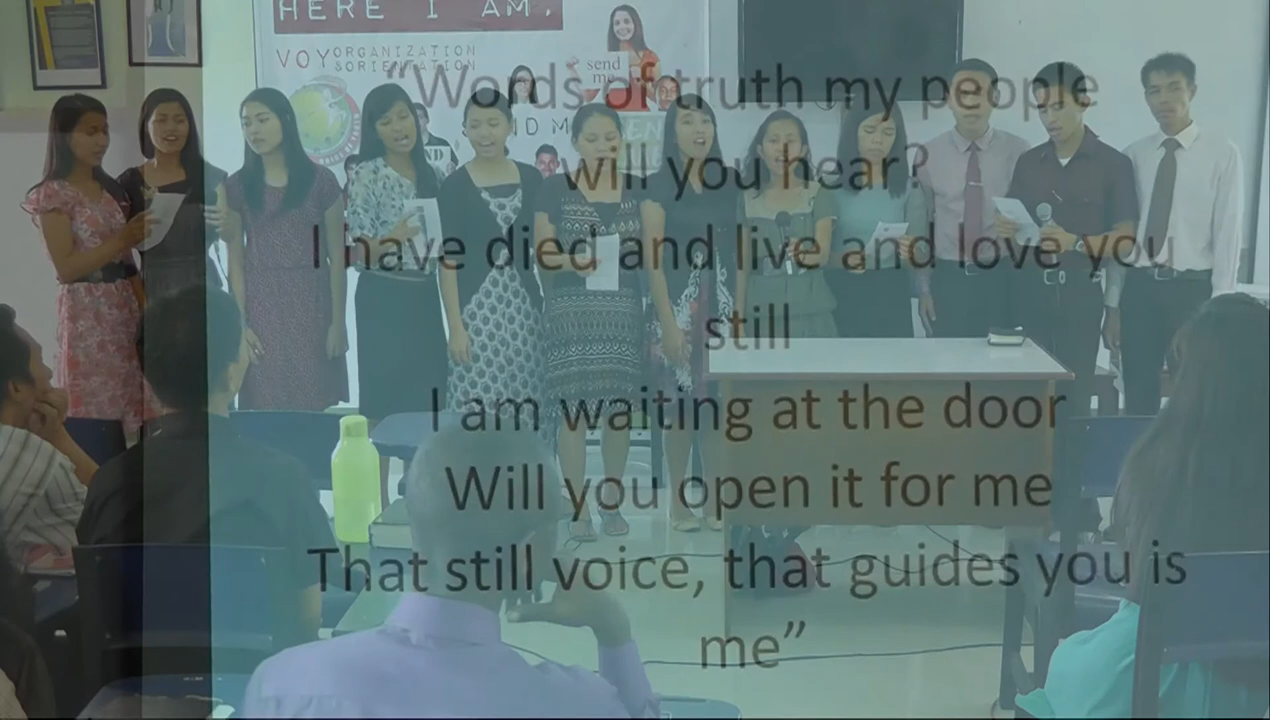 HERE I AM.
VOY ORGANIZATION
& ORIENTATION
send
me
“Words of truth my people
will you hear?
I have died and live and love you
still
I am waiting at the door
Will you open it for me
That still voice, that guides you is
me”